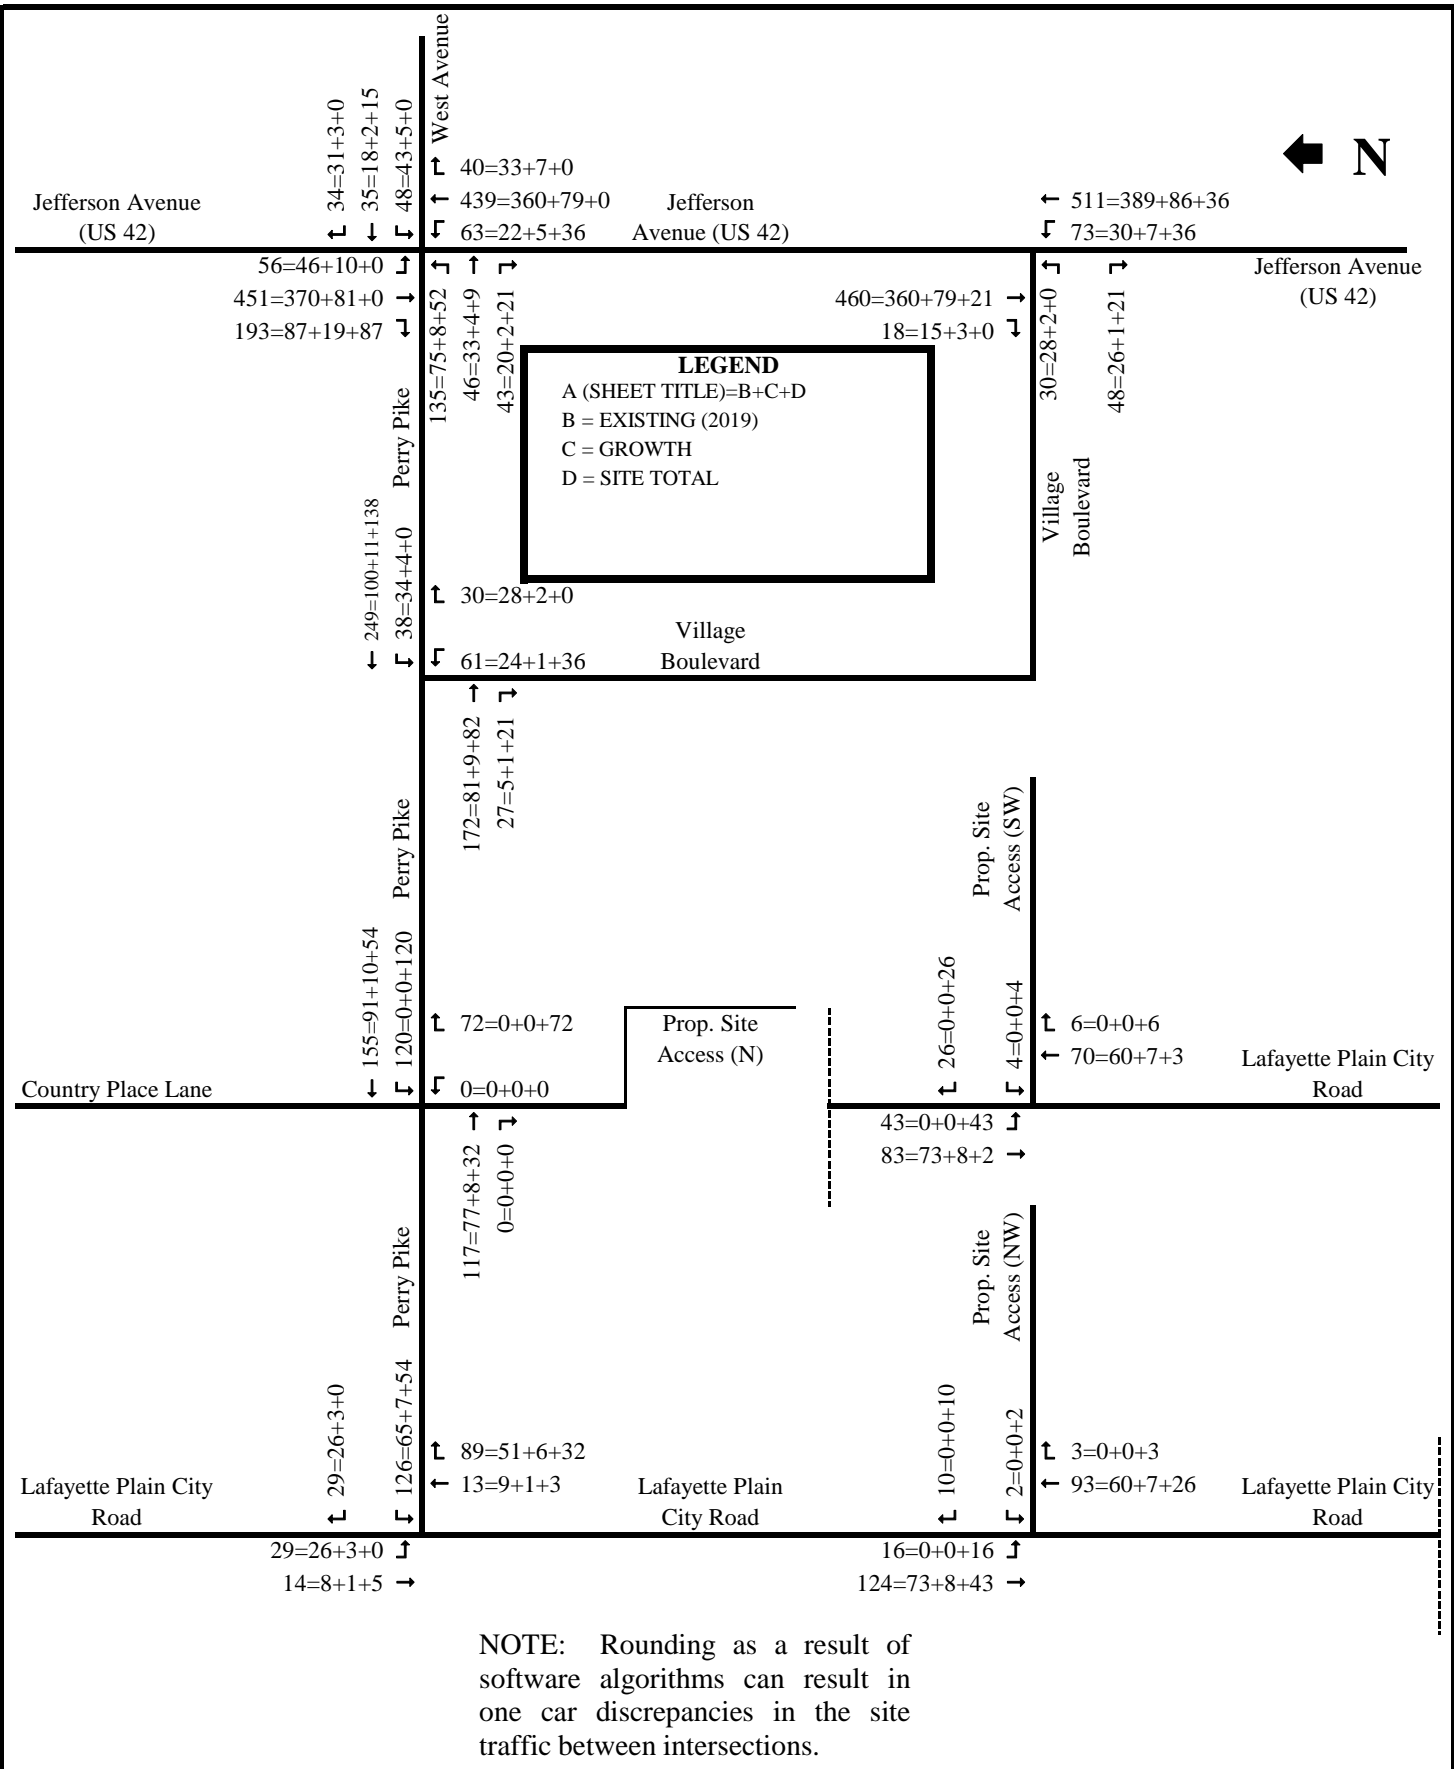 West Avenue
34=31+3+0
35=18+2+15
48=43+5+0
40=33+7+0
439=360+79+0
63=22+5+36
Jefferson Avenue
(US 42)
Jefferson
Avenue (US 42)
N
511=389+86+36
73=30+7+36
56=46+10+0
451=370+81+0
193=87+19+87
135=75+8+52
46=33+4+9
43=20+2+21
460=360+79+21
18=15+3+0
30=28+2+0
48=26+1+21
Jefferson Avenue
(US 42)
LEGEND
A (SHEET TITLE)=B+C+D
B = EXISTING (2019)
C = GROWTH
D = SITE TOTAL
Perry Pike
Village
Boulevard
249=100+11+138
38=34+4+0
30=28+2+0
61=24+1+36
Village
Boulevard
172=81+9+82
27=5+1+21
Perry Pike
Prop. Site
Access (SW)
155=91+10+54
120=0+0+120
72=0+0+72
0=0+0+0
Prop. Site
Access (N)
Country Place Lane
26=0+0+26
4=0+0+4
6=0+0+6
70=60+7+3
Lafayette Plain City
Road
117=77+8+32
0=0+0+0
43=0+0+43
83=73+8+2
Perry Pike
Prop. Site
Access (NW)
29=26+3+0
126=65+7+54
89=51+6+32
13=9+1+3
Lafayette Plain City
Road
Lafayette Plain
City Road
10=0+0+10
2=0+0+2
3=0+0+3
93=60+7+26
Lafayette Plain City
Road
29=26+3+0
14=8+1+5
16=0+0+16
124=73+8+43
NOTE: Rounding as a result of
software algorithms can result in
one car discrepancies in the site
traffic between intersections.